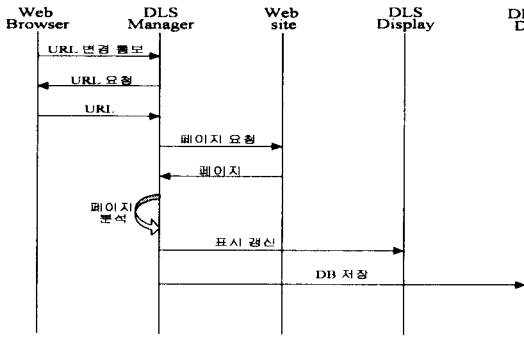 Web Browser
DLS Manager
Web site
DLS Display
URL 변경 통보
URL 요청
URL
페이지 요청
페이지
페이지 분석
표시 갱신
DB 저장